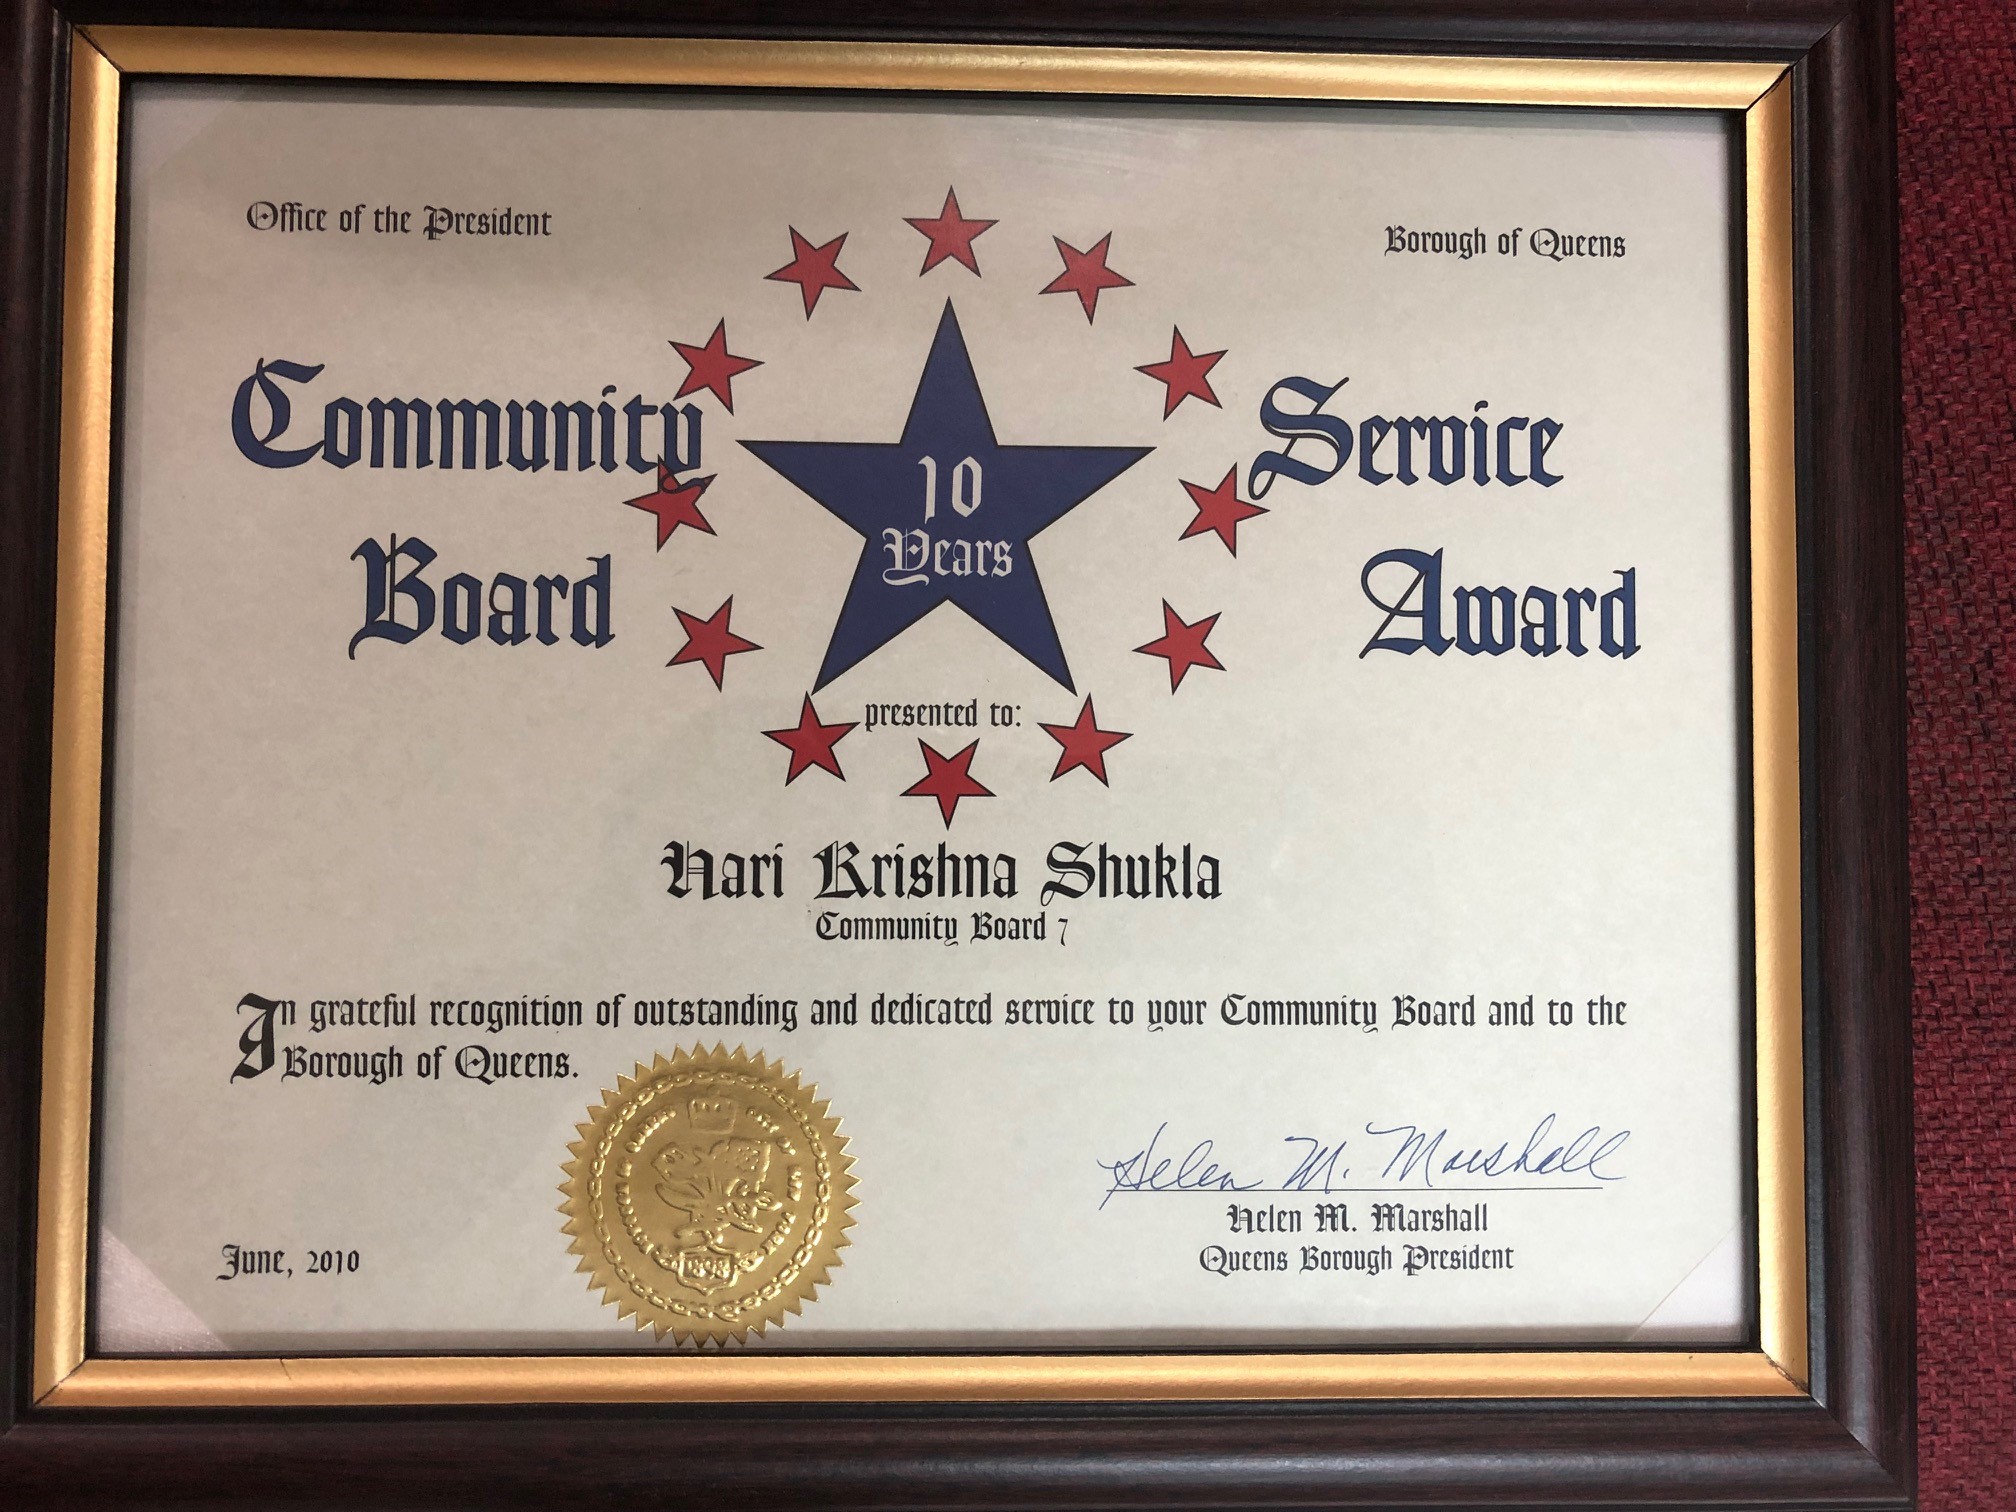 Office of the President
Borough of Queens
Community
Board
Service
Award
10
Years
presented to:
Hari Krishna Shukla
Community Board 7
In grateful recognition of outstanding and dedicated service to your Community Board and to the
Borough of Queens.
Helen M. Marshall
Helen M. Marshall
Queens Borough President
June, 2010
1898